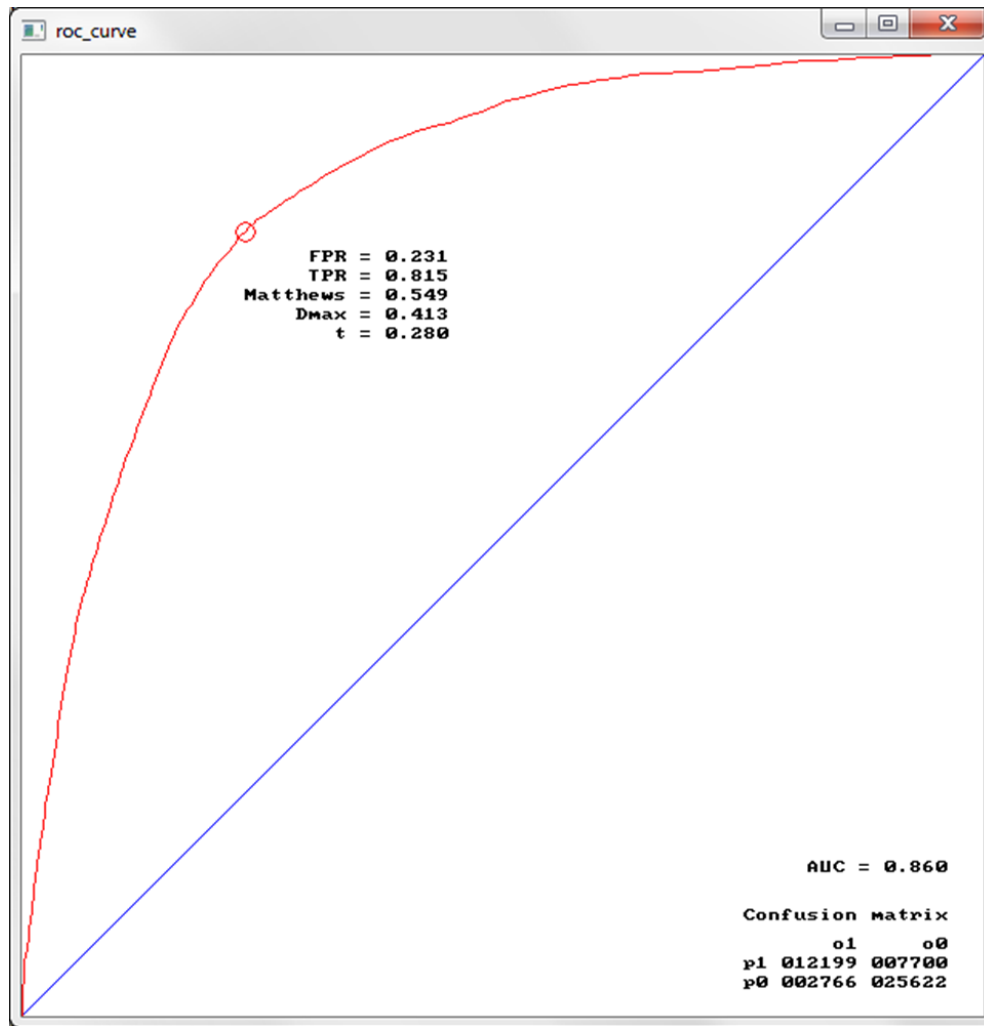 roc_curve
FPR = 0.231
TPR = 0.815
Matthews = 0.549
Dmax = 0.413
t = 0.280
AUC = 0.860
Confusion matrix
o1 o0
p1 012199 007700
p0 002766 025622